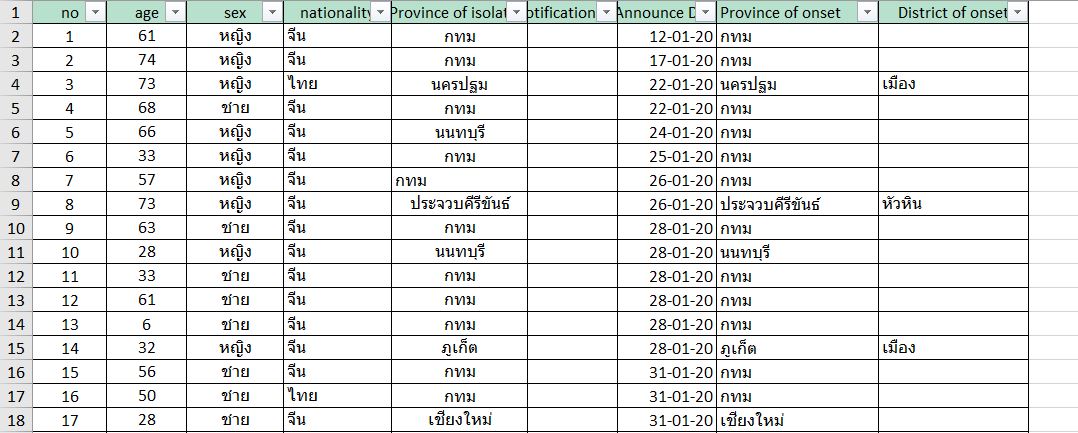 1 no age sex nationality Province of isolat otification Announce D Province of onset District of onset
2 1 61 หญิง จีน กทม 12-01-20 กทม
3 2 74 หญิง จีน กทม 17-01-20 กทม
4 3 73 หญิง ไทย นครปฐม 22-01-20 นครปฐม เมือง
5 4 68 ชาย จีน กทม 22-01-20 กทม
6 5 66 หญิง จีน นนทบุรี 24-01-20 กทม
7 6 33 หญิง จีน กทม 25-01-20 กทม
8 7 57 หญิง จีน กทม 26-01-20 กทม
9 8 73 หญิง จีน ประจวบคีรีขันธ์ 26-01-20 ประจวบคีรีขันธ์ หัวหิน
10 9 63 ชาย จีน กทม 28-01-20 กทม
11 10 28 หญิง จีน นนทบุรี 28-01-20 นนทบุรี
12 11 33 ชาย จีน กทม 28-01-20 กทม
13 12 61 ชาย จีน กทม 28-01-20 กทม
14 13 6 ชาย จีน กทม 28-01-20 กทม
15 14 32 หญิง จีน ภูเก็ต 28-01-20 ภูเก็ต เมือง
16 15 56 ชาย จีน กทม 31-01-20 กทม
17 16 50 ชาย ไทย กทม 31-01-20 กทม
18 17 28 ชาย จีน เชียงใหม่ 31-01-20 เชียงใหม่